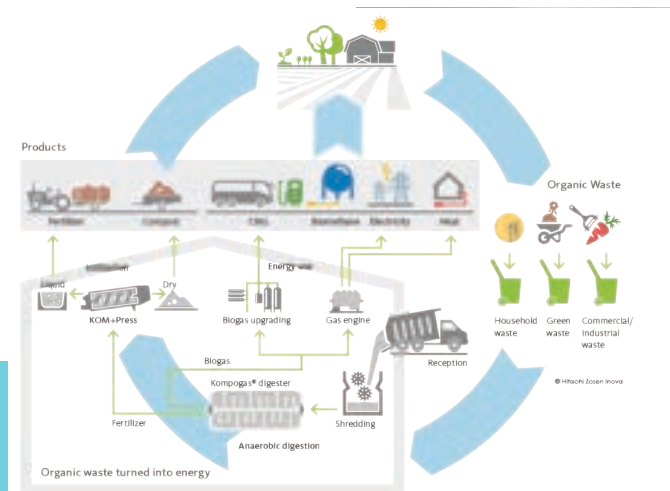 Products
Fertilizer
Compost
CNG
Biomethane
Electricity
Heat
Organic Waste
Household
waste
Green
waste
Commercial/
industrial
waste
© Hitachi Zosen Inova
Liquid
Dry
KOM+Press
Energy
Biogas upgrading
Gas engine
Reception
Biogas
Kompogas® digester
Fertilizer
Shredding
Anaerobic digestion
Organic waste turned into energy